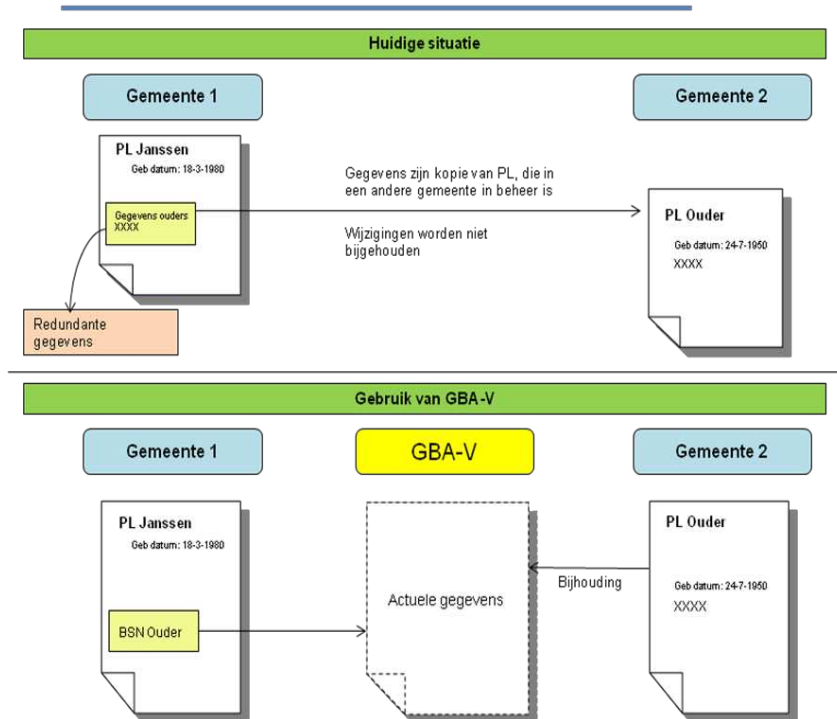 Huidige situatie
Gemeente 1
Gemeente 2
PL Janssen
Geb datum: 18-3-1980
Gegevens ouders
XXXX
Gegevens zijn kopie van PL, die in
een andere gemeente in beheer is
Wijzigingen worden niet
bijgehouden
PL Ouder
Geb datum: 24-7-1950
XXXX
Redundante
gegevens
Gebruik van GBA-V
Gemeente 1
GBA-V
Gemeente 2
PL Janssen
Geb datum: 18-3-1980
BSN Ouder
Actuele gegevens
Bijhouding
PL Ouder
Geb datum: 24-7-1950
XXXX